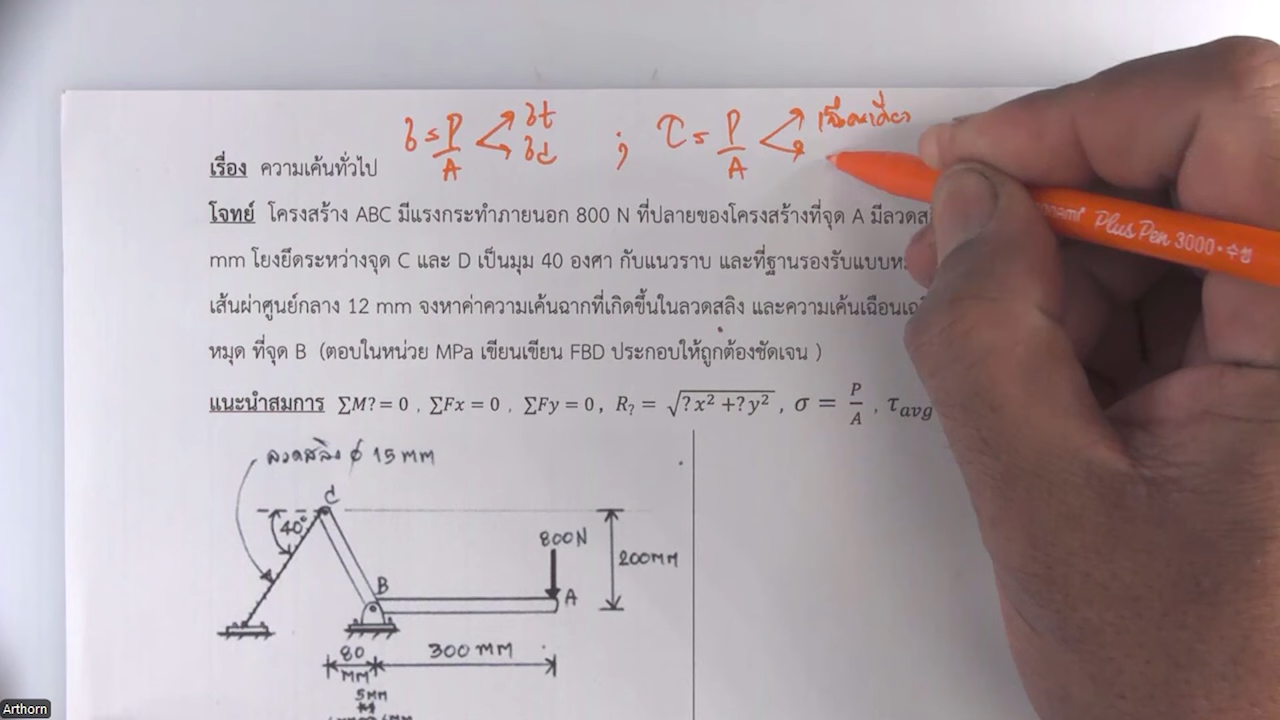 σ = P/A σt σd ; τ = P/A เฉือนเดี่ยว
เรื่อง ความเค้นทั่วไป
โจทย์ โครงสร้าง ABC มีแรงกระทำภายนอก 800 N ที่ปลายของโครงสร้างที่จุด A มีลวด
mm โยงยึดระหว่างจุด C และ D เป็นมุม 40 องศา กับแนวราบ และที่ฐานรองรับแบบ
เส้นผ่าศูนย์กลาง 12 mm จงหาค่าความเค้นฉากที่เกิดขึ้นในลวดสลิง และความเค้นเฉือน
หมุด ที่จุด B (ตอบในหน่วย MPa เขียนเขียน FBD ประกอบให้ถูกต้องชัดเจน )
แนะนำสมการ ∑M? = 0 , ∑Fx = 0 , ∑Fy = 0, R? = √?x² +?y² , σ = P/A , τavg
ลวดสลิง ϕ 15 MM
C
40°
800N
200MM
B
A
80 MM
300 MM
5MM
Plus Pen 3000 · 수성
Arthorn